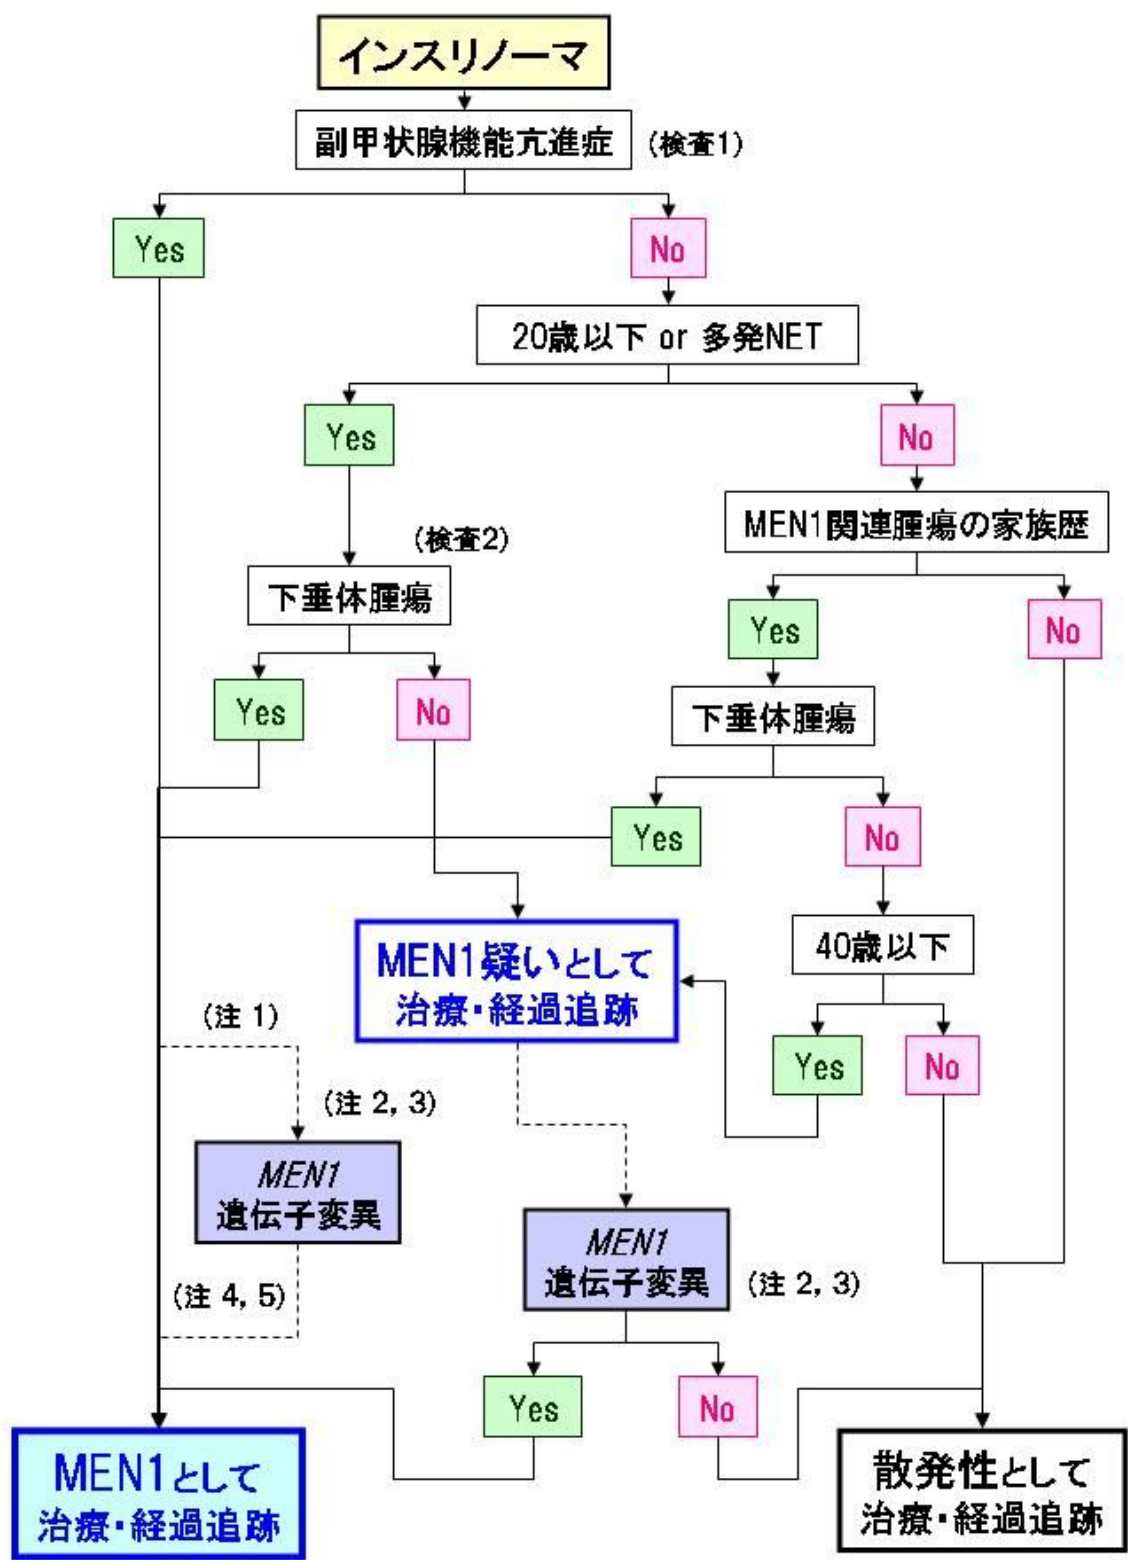 インスリノーマ
副甲状腺機能亢進症 (検査1)
Yes
No
20歳以下 or 多発NET
Yes
No
MEN1関連腫瘍の家族歴
(検査2)
下垂体腫瘍
Yes
No
Yes
No
下垂体腫瘍
Yes
No
40歳以下
MEN1疑いとして
治療・経過追跡
Yes
No
(注 1)
(注 2, 3)
MEN1
遺伝子変異
MEN1
遺伝子変異 (注 2, 3)
(注 4, 5)
Yes
No
MEN1として
治療・経過追跡
散発性として
治療・経過追跡